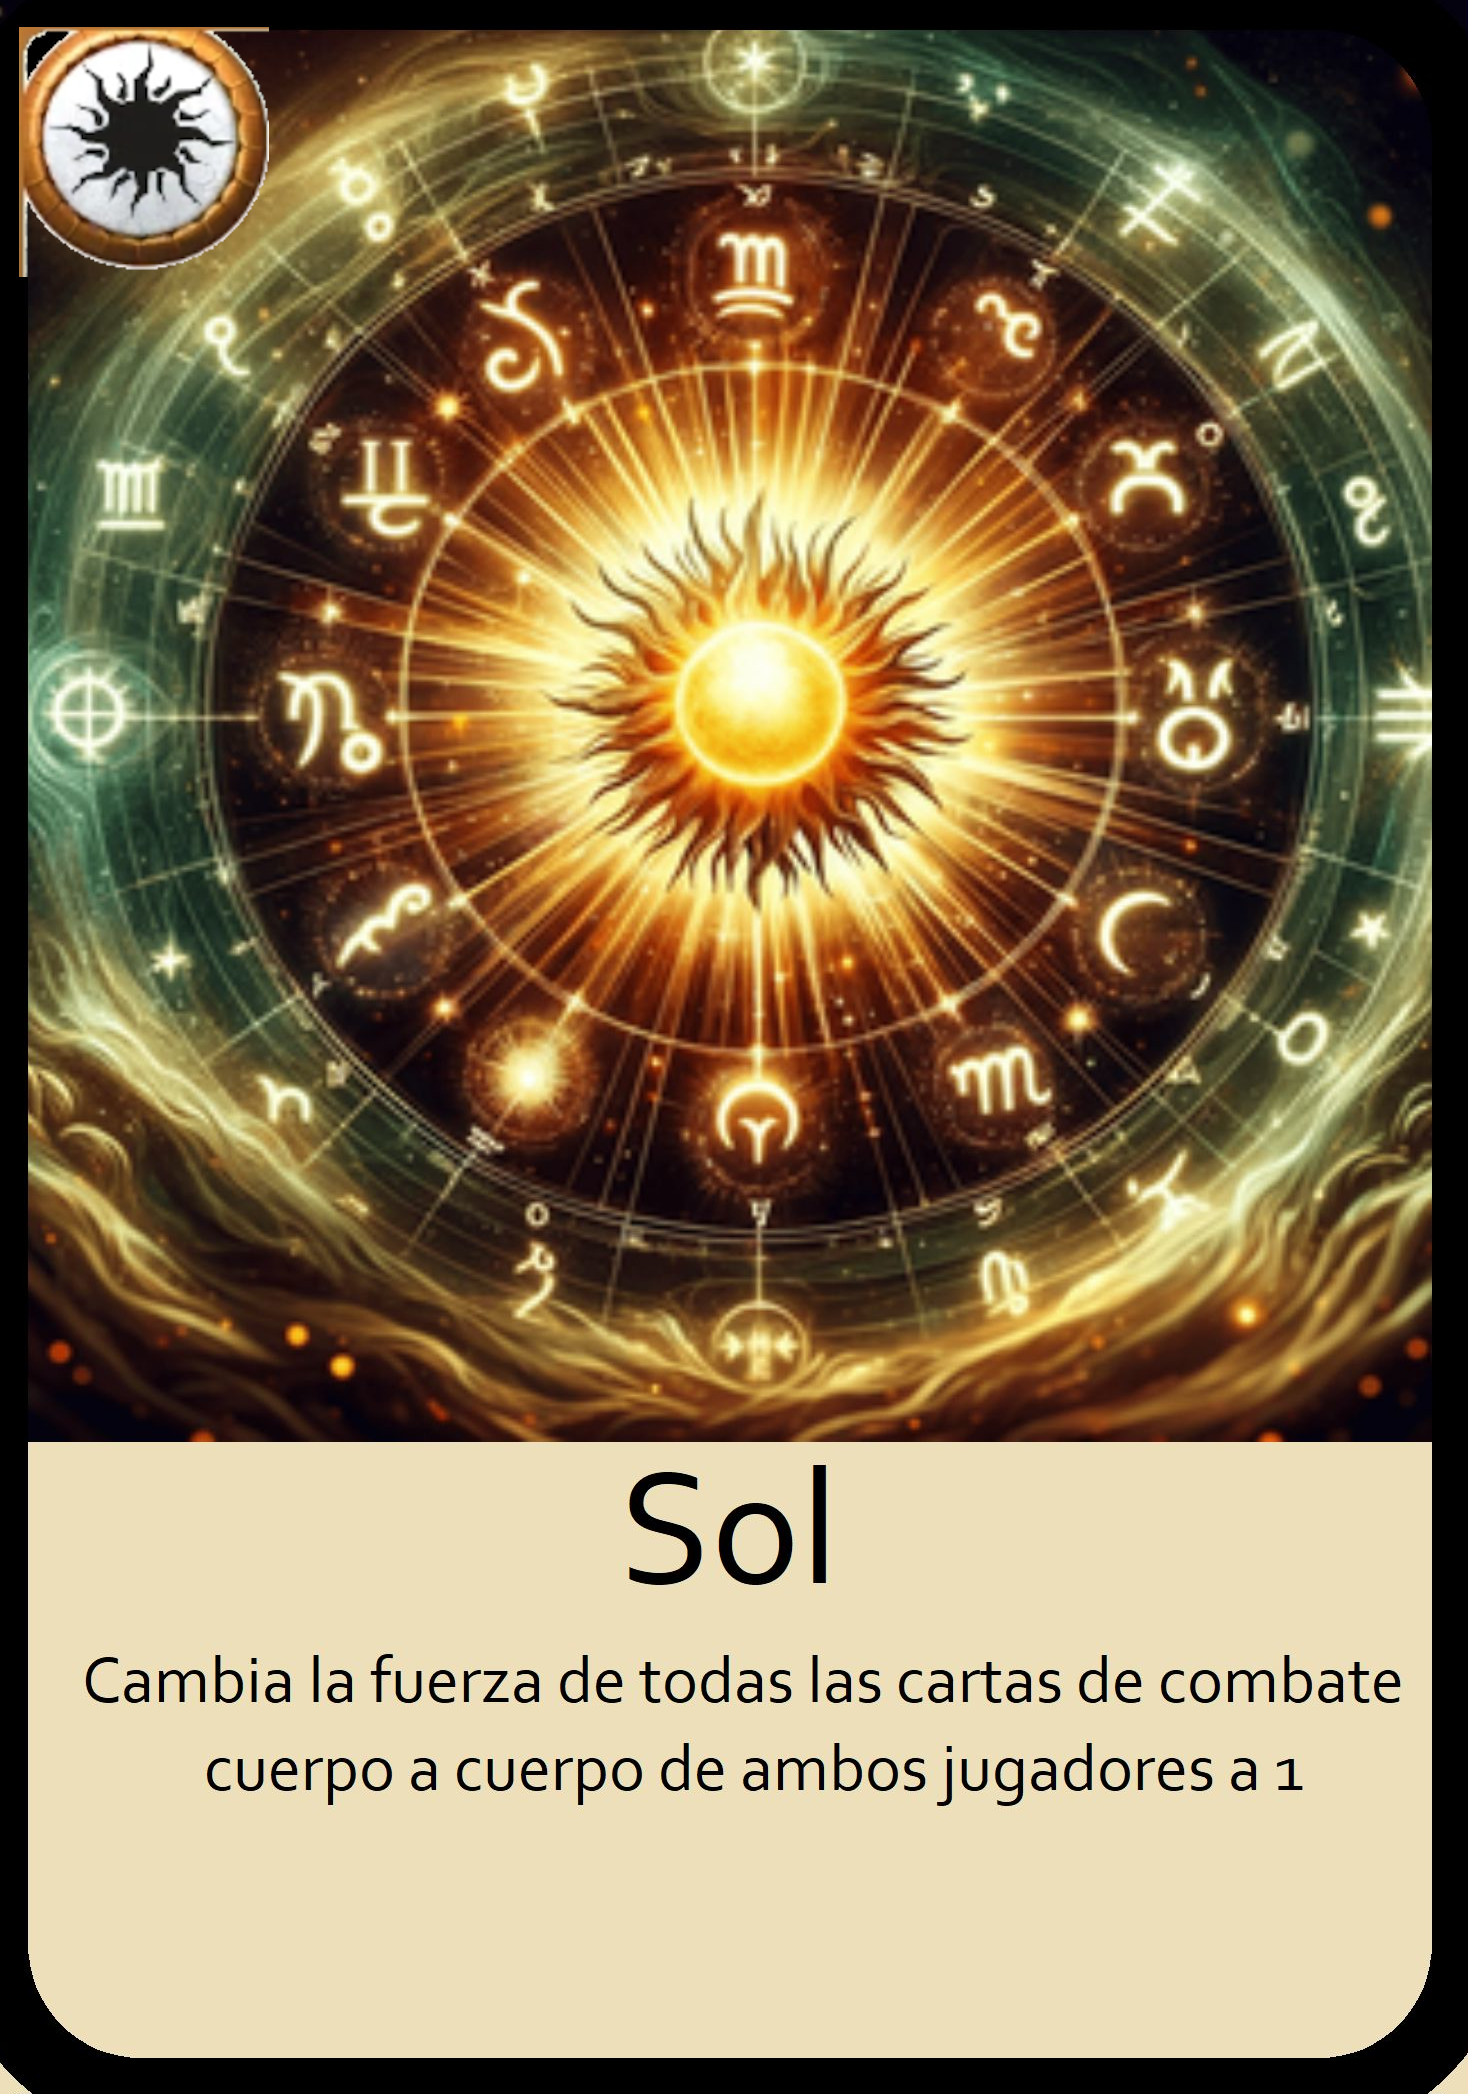 Sol
Cambia la fuerza de todas las cartas de combate
cuerpo a cuerpo de ambos jugadores a 1